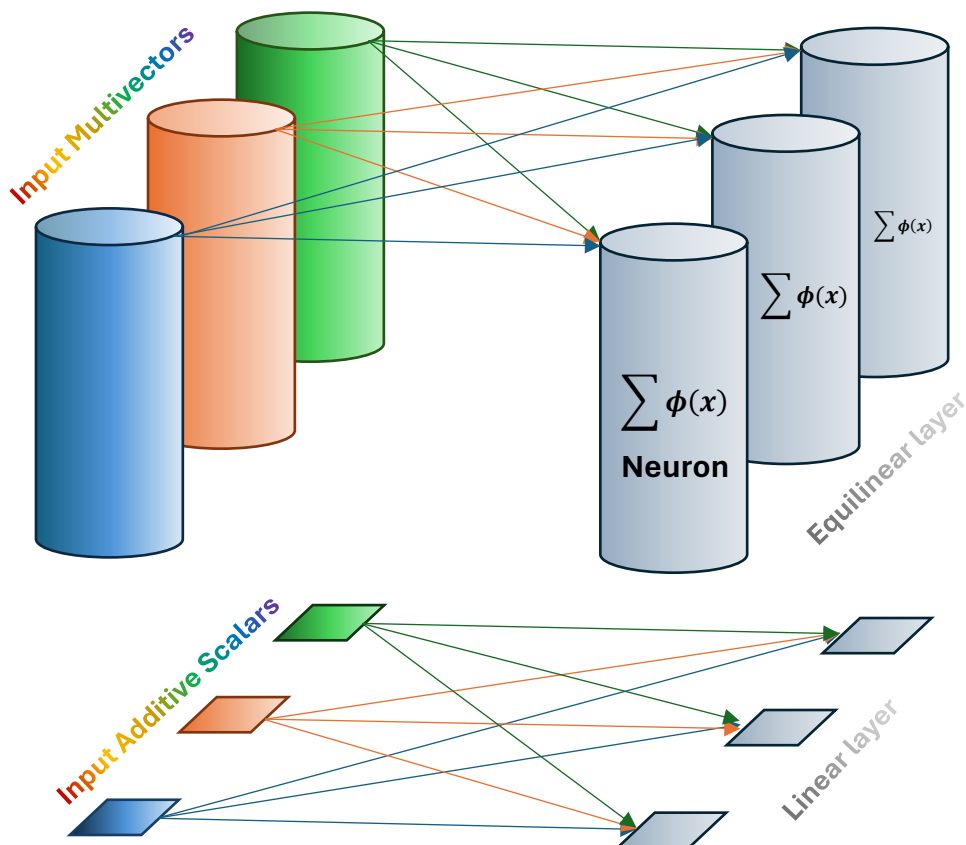 Input Multivectors
∑ϕ(x)
∑ϕ(x)
∑ϕ(x)
Neuron
Equilinear layer
Input Additive Scalars
Linear layer